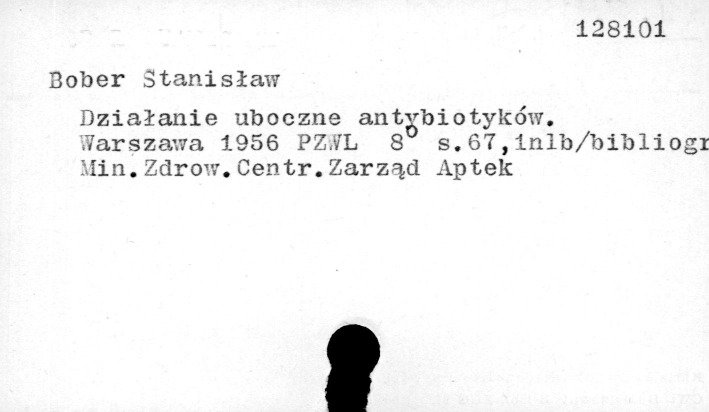 128101
Bober Stanisław
Działanie uboczne antybiotyków.
Warszawa 1956 PZWL 8° s.67,1nlb/bibliogr
Min.Zdrow.Centr.Zarząd Aptek